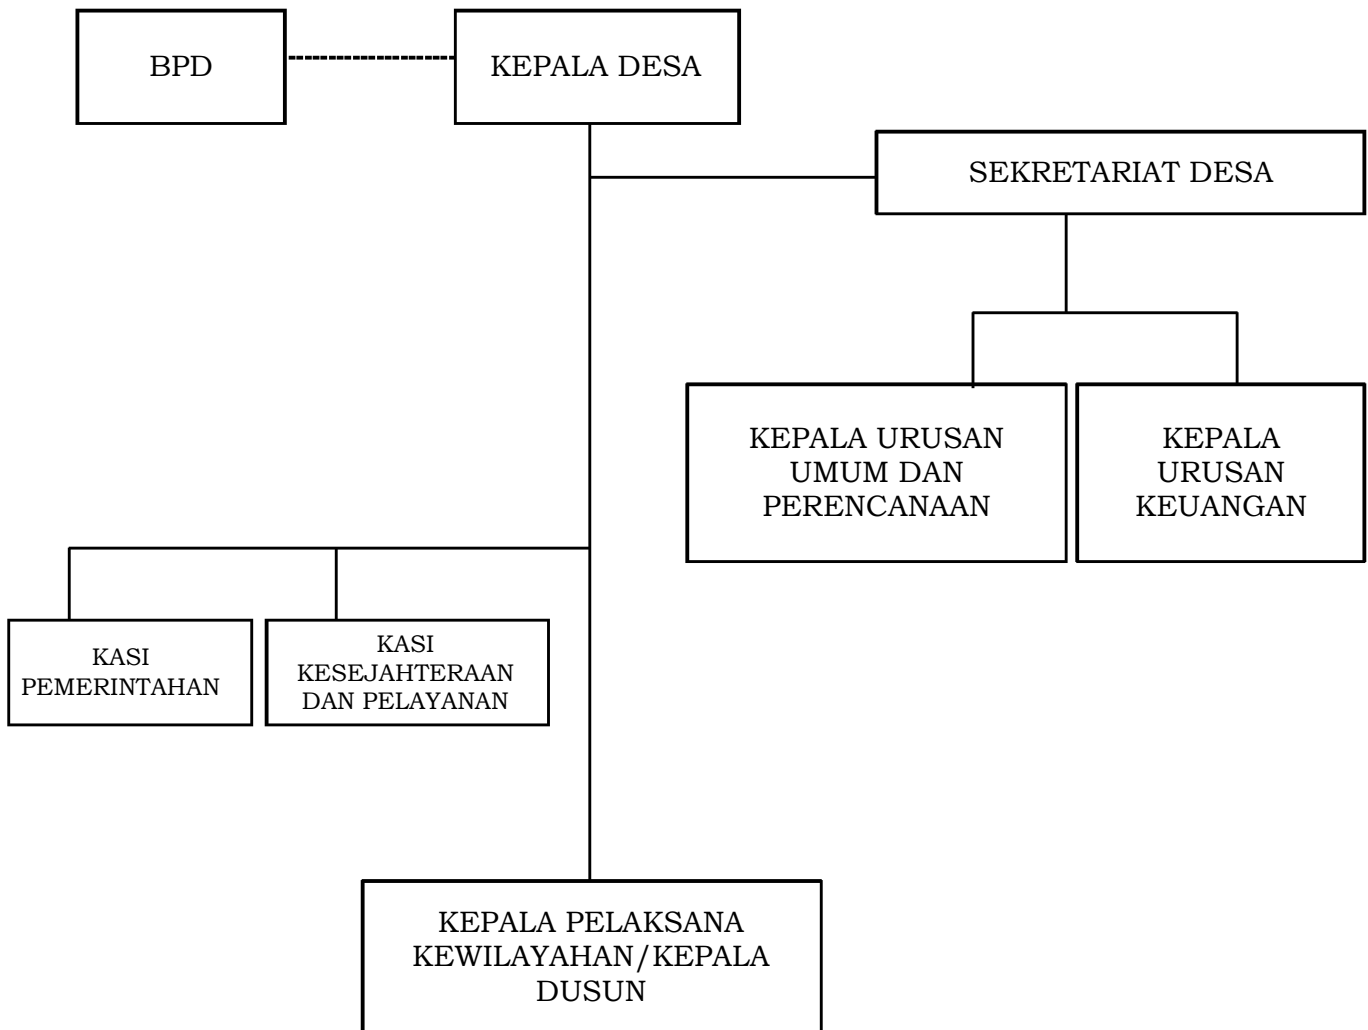 BPD
KEPALA DESA
SEKRETARIAT DESA
KEPALA URUSAN
UMUM DAN
PERENCANAAN
KEPALA
URUSAN
KEUANGAN
KASI
PEMERINTAHAN
KASI
KESEJAHTERAAN
DAN PELAYANAN
KEPALA PELAKSANA
KEWILAYAHAN/KEPALA
DUSUN